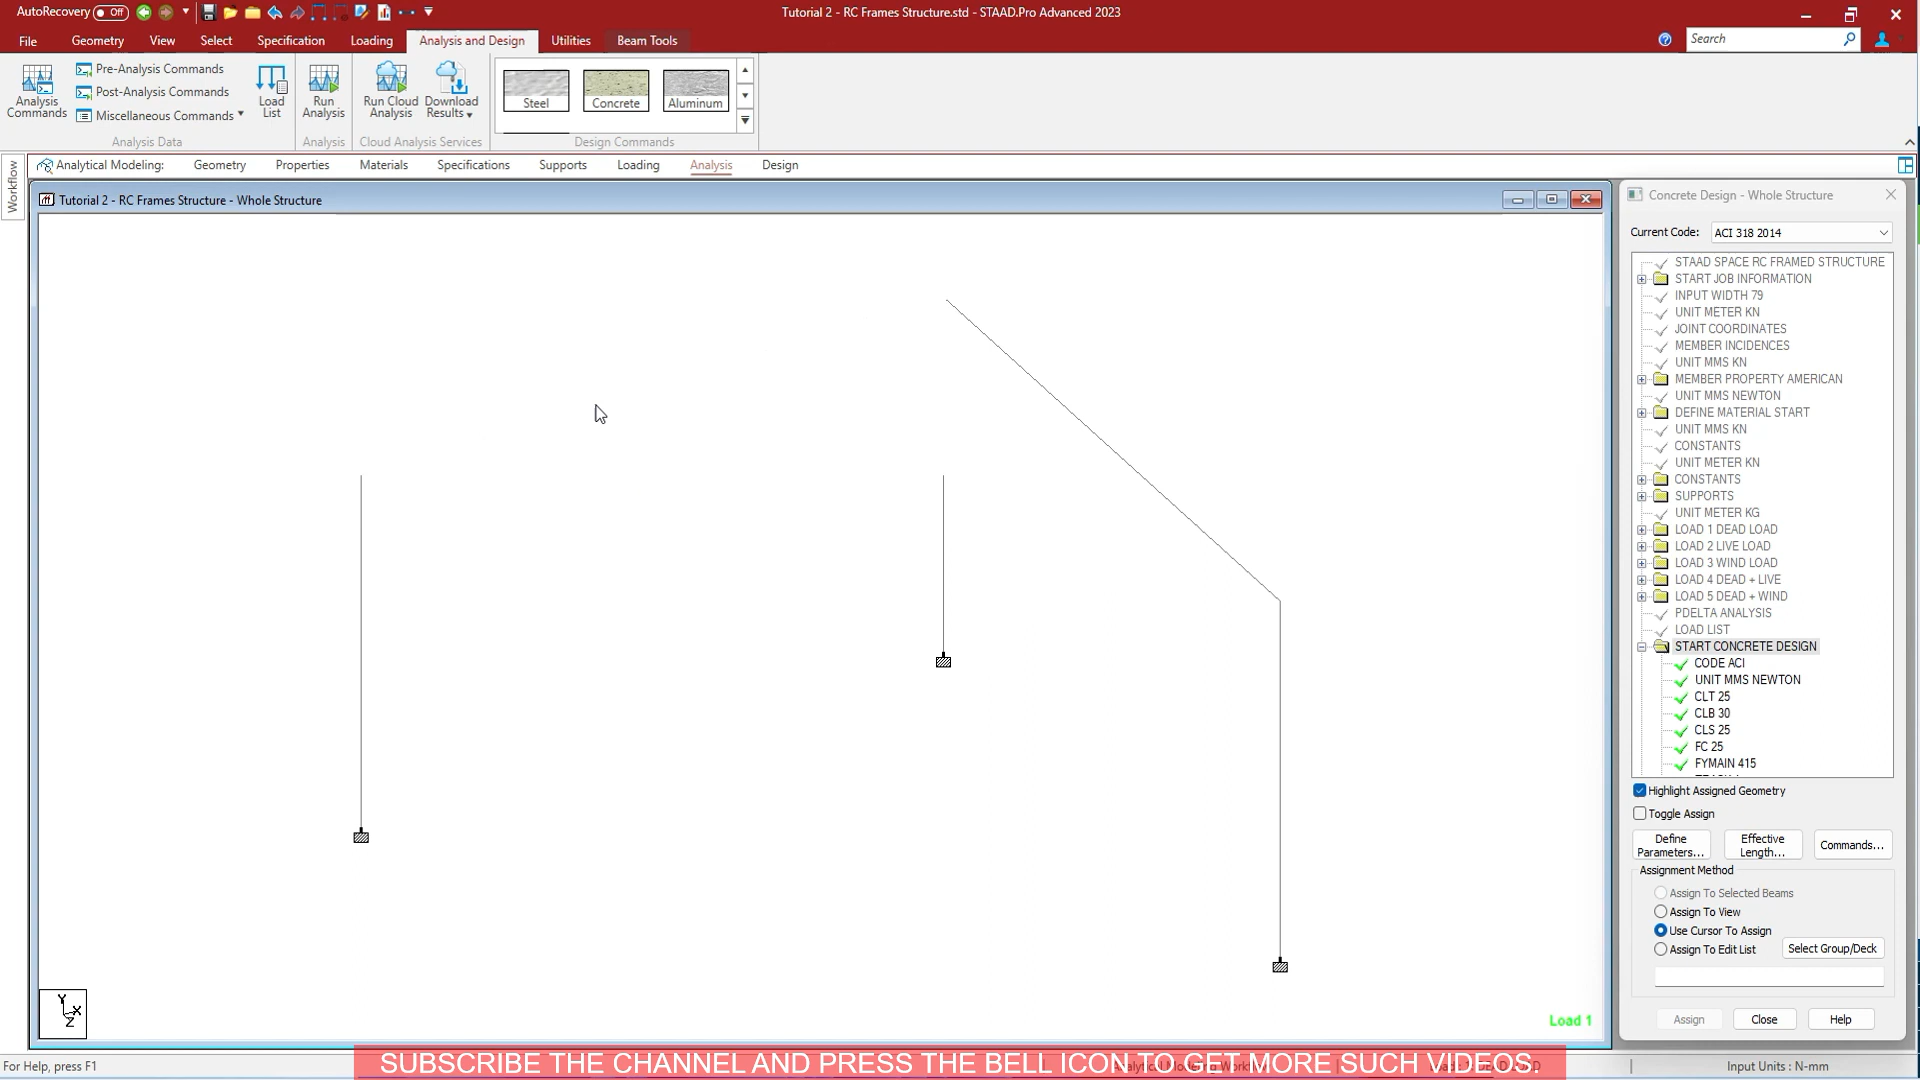 AutoRecovery Off
Tutorial 2 - RC Frames Structure.std - STAAD.Pro Advanced 2023
File Geometry View Select Specification Loading Analysis and Design Utilities Beam Tools
Search
Analysis Commands
Pre-Analysis Commands
Post-Analysis Commands
Miscellaneous Commands
Load List
Run Analysis
Run Cloud Analysis
Download Results
Steel
Concrete
Aluminum
Analysis Data
Analysis
Cloud Analysis Services
Design Commands
Workflow
Analytical Modeling: Geometry Properties Materials Specifications Supports Loading Analysis Design
Tutorial 2 - RC Frames Structure - Whole Structure
Load 1
Y
X
Z
Concrete Design - Whole Structure
Current Code: ACI 318 2014
STAAD SPACE RC FRAMED STRUCTURE
START JOB INFORMATION
INPUT WIDTH 79
UNIT METER KN
JOINT COORDINATES
MEMBER INCIDENCES
UNIT MMS KN
MEMBER PROPERTY AMERICAN
UNIT MMS NEWTON
DEFINE MATERIAL START
UNIT MMS KN
CONSTANTS
UNIT METER KN
CONSTANTS
SUPPORTS
UNIT METER KG
LOAD 1 DEAD LOAD
LOAD 2 LIVE LOAD
LOAD 3 WIND LOAD
LOAD 4 DEAD + LIVE
LOAD 5 DEAD + WIND
PDELTA ANALYSIS
LOAD LIST
START CONCRETE DESIGN
CODE ACI
UNIT MMS NEWTON
CLT 25
CLB 30
CLS 25
FC 25
FYMAIN 415
Highlight Assigned Geometry
Toggle Assign
Define Parameters...
Effective Length...
Commands...
Assignment Method
Assign To Selected Beams
Assign To View
Use Cursor To Assign
Assign To Edit List
Select Group/Deck
Assign
Close
Help
For Help, press F1
SUBSCRIBE THE CHANNEL AND PRESS THE BELL ICON TO GET MORE SUCH VIDEOS.
Input Units : N-mm